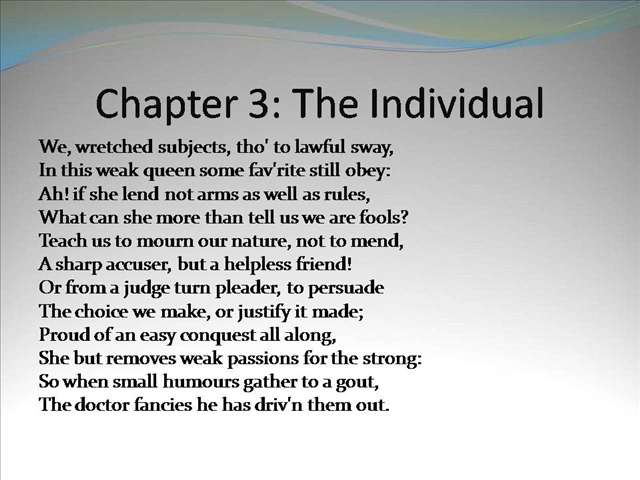 Chapter 3: The Individual
We, wretched subjects, tho' to lawful sway,
In this weak queen some fav'rite still obey:
Ah! if she lend not arms as well as rules,
What can she more than tell us we are fools?
Teach us to mourn our nature, not to mend,
A sharp accuser, but a helpless friend!
Or from a judge turn pleader, to persuade
The choice we make, or justify it made;
Proud of an easy conquest all along,
She but removes weak passions for the strong:
So when small humours gather to a gout,
The doctor fancies he has driv'n them out.